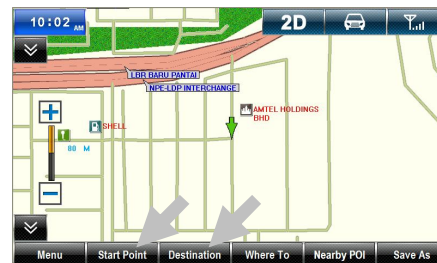 10:02 AM
2D
LBR BARU PANTAI
NPE-LDP INTERCHANGE
AMTEL HOLDINGS
BHD
SHELL
80 M
Menu Start Point Destination Where To Nearby POI Save As